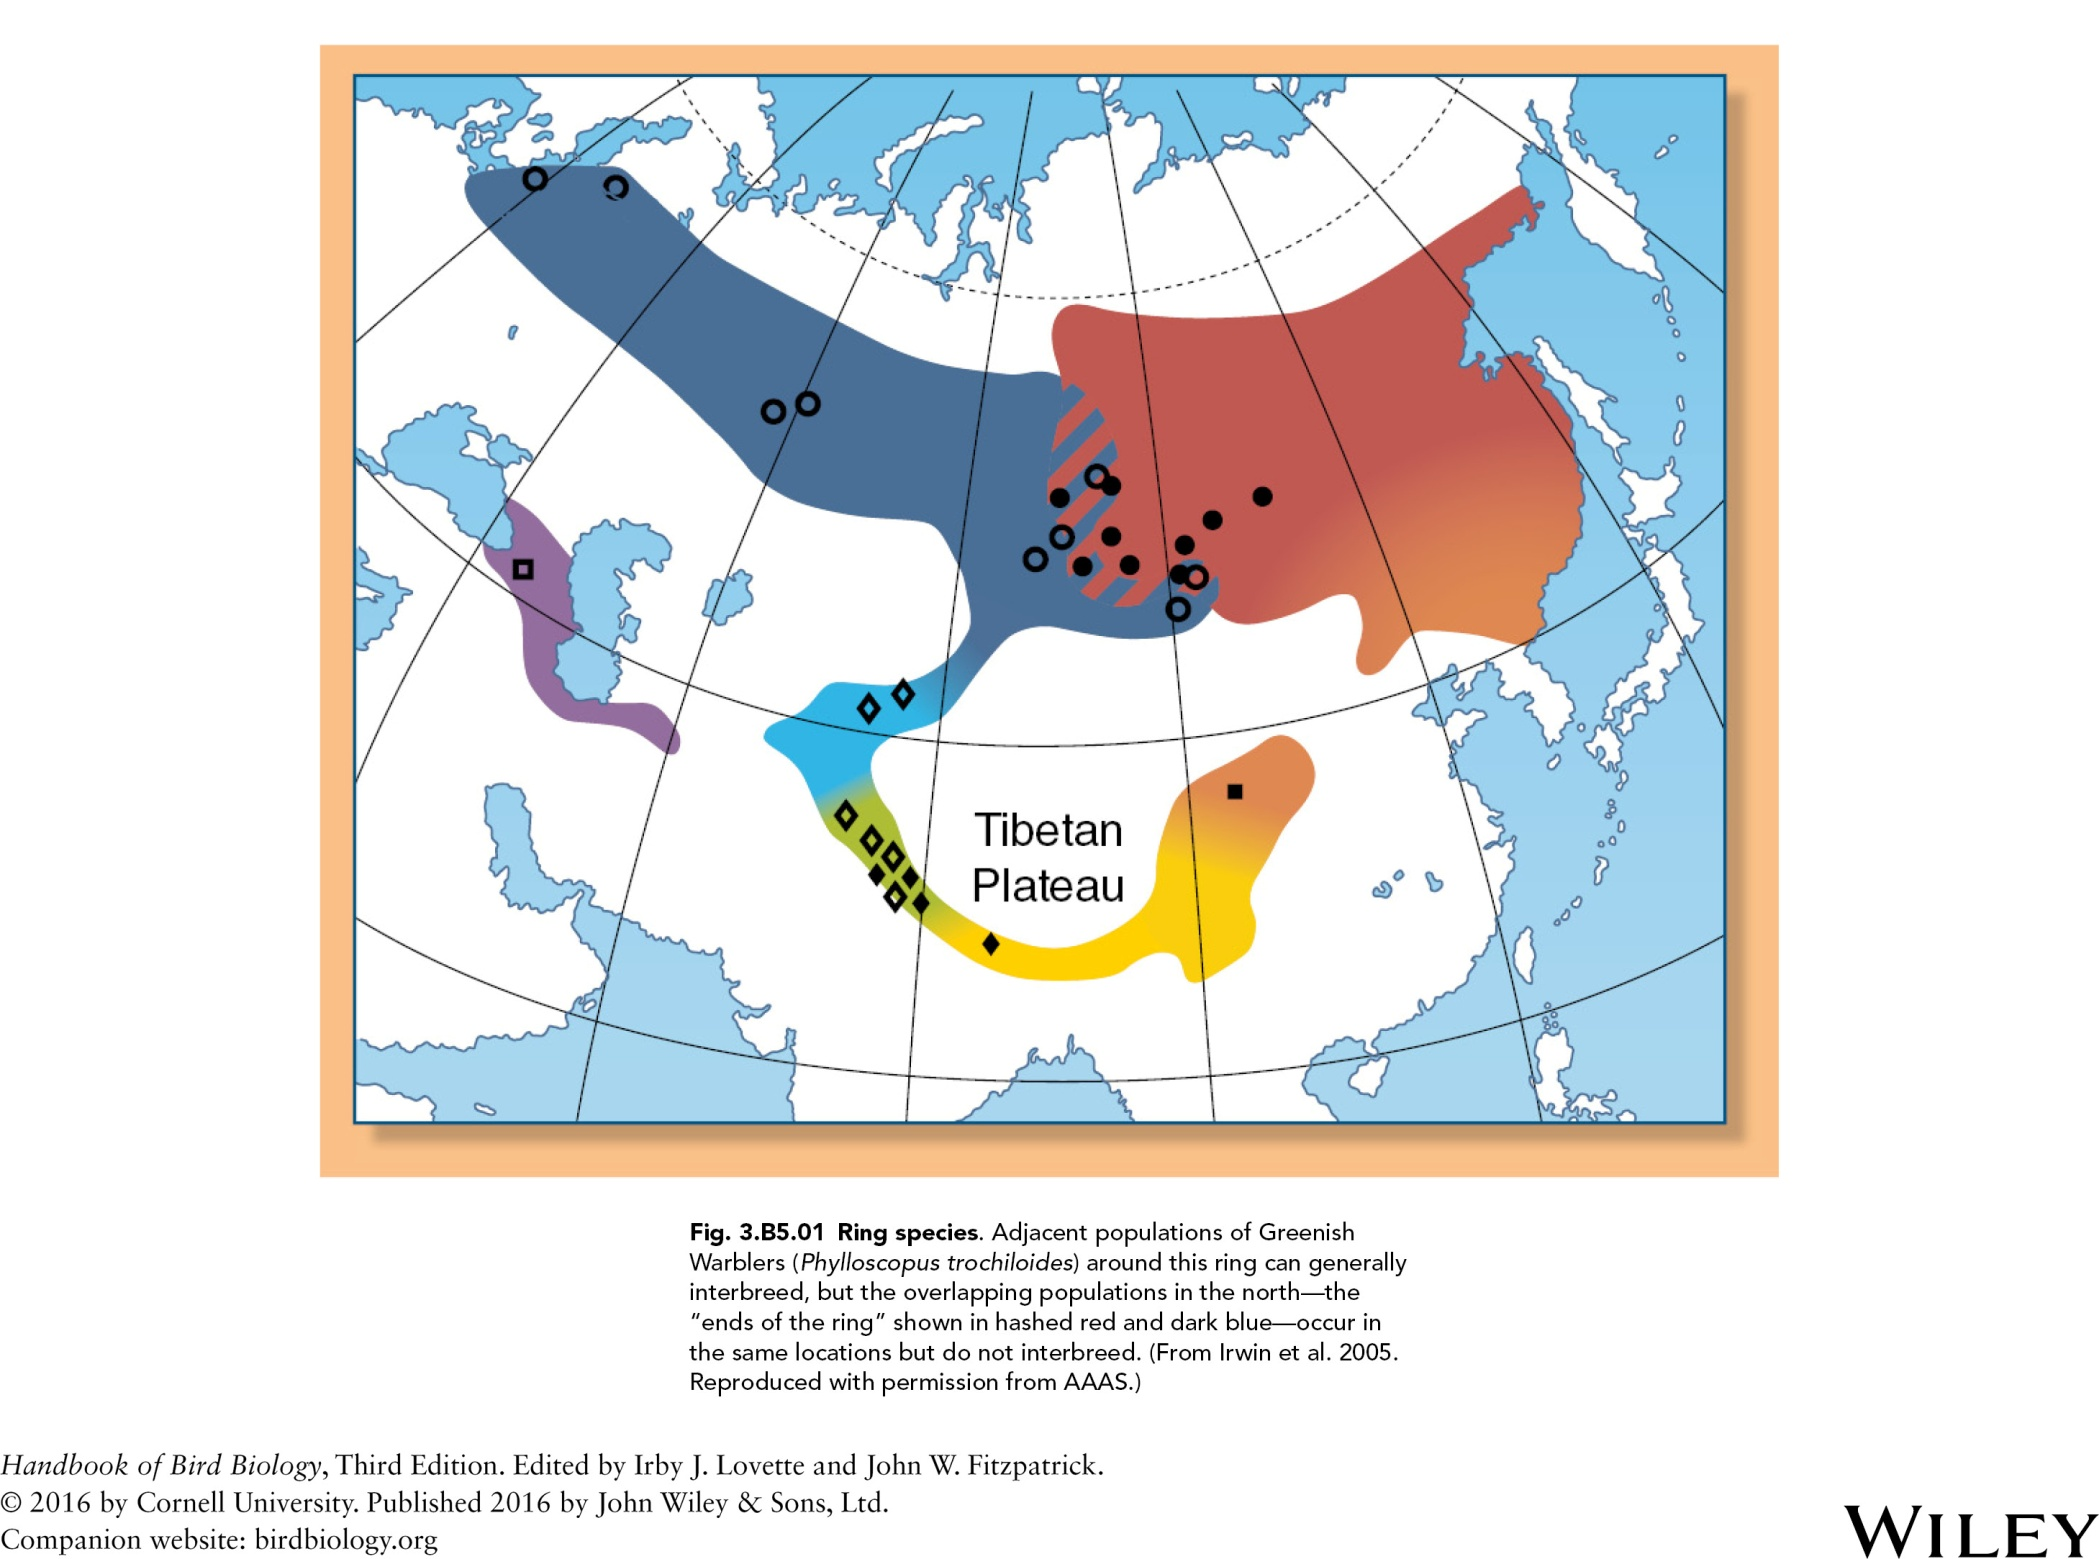 Tibetan
Plateau
Fig. 3.B5.01 Ring species. Adjacent populations of Greenish
Warblers (Phylloscopus trochiloides) around this ring can generally
interbreed, but the overlapping populations in the north—the
“ends of the ring” shown in hashed red and dark blue—occur in
the same locations but do not interbreed. (From Irwin et al. 2005.
Reproduced with permission from AAAS.)
Handbook of Bird Biology, Third Edition. Edited by Irby J. Lovette and John W. Fitzpatrick.
© 2016 by Cornell University. Published 2016 by John Wiley & Sons, Ltd.
Companion website: birdbiology.org
WILEY